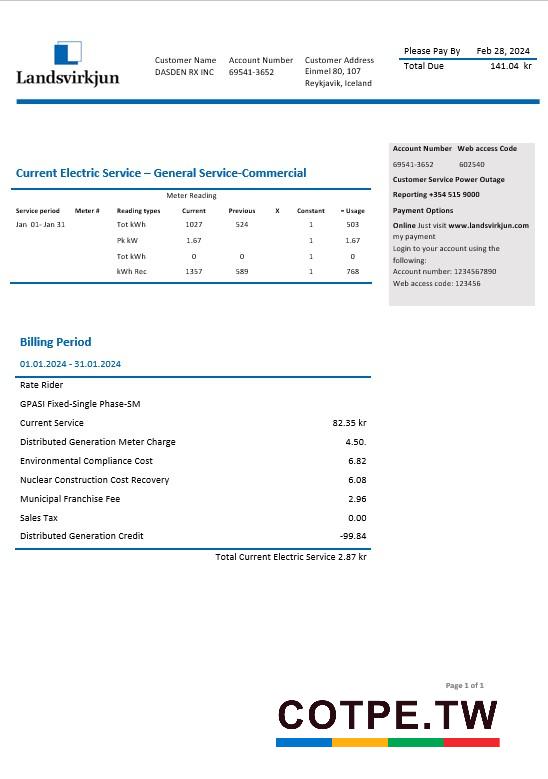 Landsvirkjun
Customer Name Account Number Customer Address
DASDEN RX INC 69541-3652 Einmel 80, 107
Reykjavik, Iceland
Please Pay By Feb 28, 2024
Total Due 141.04 kr
Account Number Web access Code
69541-3652 602540
Customer Service Power Outage
Reporting +354 515 9000
Payment Options
Online Just visit www.landsvirkjun.com
my payment
Login to your account using the
following:
Account number: 1234567890
Web access code: 123456
Current Electric Service – General Service-Commercial
Meter Reading
Service period Meter # Reading types Current Previous X Constant = Usage
Jan 01- Jan 31 Tot kWh 1027 524 1 503
Pk kW 1.67 1 1.67
Tot kWh 0 0 1 0
kWh Rec 1357 589 1 768
Billing Period
01.01.2024 - 31.01.2024
Rate Rider
GPASI Fixed-Single Phase-SM
Current Service 82.35 kr
Distributed Generation Meter Charge 4.50.
Environmental Compliance Cost 6.82
Nuclear Construction Cost Recovery 6.08
Municipal Franchise Fee 2.96
Sales Tax 0.00
Distributed Generation Credit -99.84
Total Current Electric Service 2.87 kr
Page 1 of 1
COTPE.TW